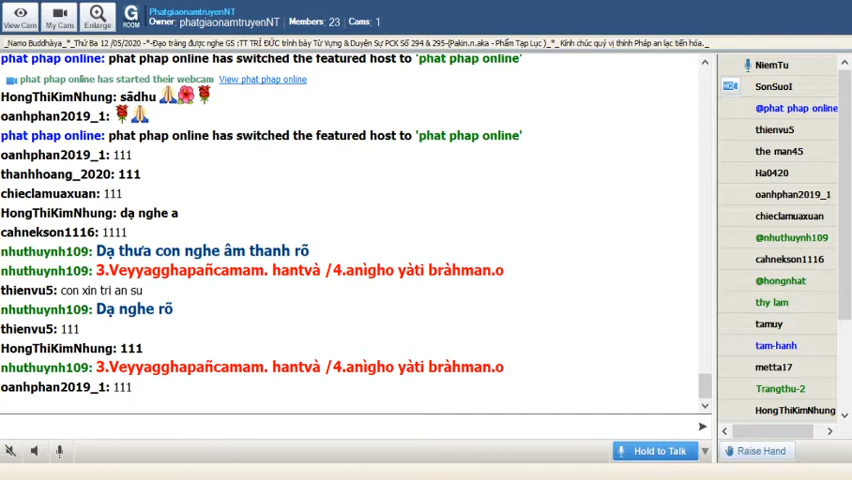 PhatgiaonamtruyenNT
Owner: phatgiaonamtruyenNT Members: 23 Cams: 1
View Cam My Cam Enlarge G ROOM
_Namo Buddhàya_*_Thứ Ba 12 /05/2020 -*-Đạo tràng được nghe GS :TT TRÍ ĐỨC trình bày Từ Vựng &Duyên Sự PCK Số 294 & 295-(Pakin.n.aka - Phẩm Tạp Lục )_*_Kính chúc quý vị thính Pháp an lạc tiến hóa._
phat phap online: phat phap online has switched the featured host to 'phat phap online'
phat phap online has started their webcam View phat phap online
HongThiKimNhung: sādhu 🙏🌺🌹
oanhphan2019_1: 🌹🙏
phat phap online: phat phap online has switched the featured host to 'phat phap online'
oanhphan2019_1: 111
thanhhoang_2020: 111
chieclamuaxuan: 111
HongThiKimNhung: dạ nghe a
cahnekson1116: 1111
nhuthuynh109: Dạ thưa con nghe âm thanh rõ
nhuthuynh109: 3.Veyyagghapañcamam. hantvà /4.anìgho yàti bràhman.o
thienvu5: con xin tri an su
nhuthuynh109: Dạ nghe rõ
thienvu5: 111
HongThiKimNhung: 111
nhuthuynh109: 3.Veyyagghapañcamam. hantvà /4.anìgho yàti bràhman.o
oanhphan2019_1: 111
NiemTu
SonSuoI
@phat phap online
thienvu5
the man45
Ha0420
oanhphan2019_1
chieclamuaxuan
@nhuthuynh109
cahnekson1116
@hongnhat
thy lam
tamuy
tam-hanh
metta17
Trangthu-2
HongThiKimNhung
Hold to Talk
Raise Hand